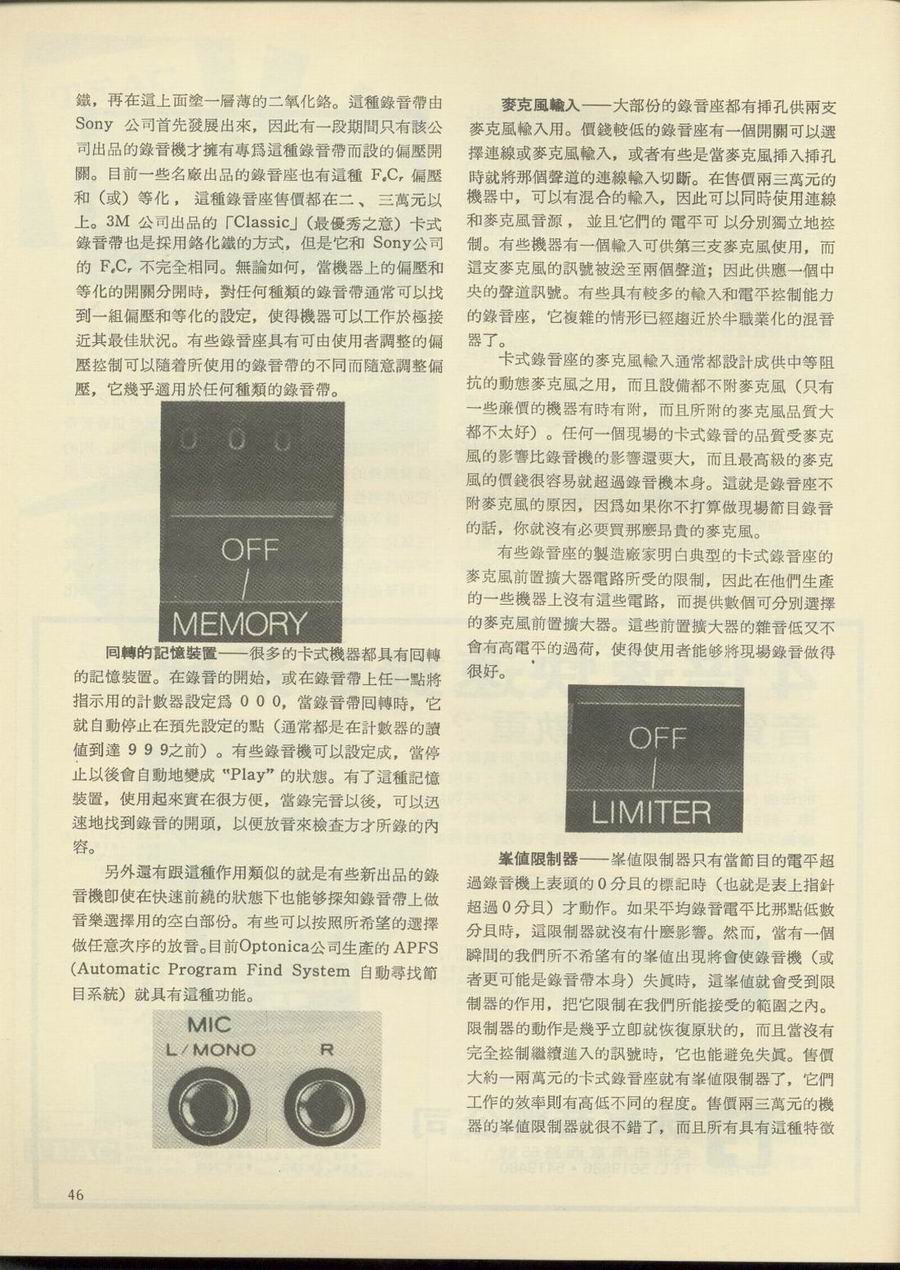 鐵，再在這上面塗一層薄的二氧化鉻。這種錄音帶由
Sony 公司首先發展出來，因此有一段期間只有該公
司出品的錄音機才擁有專爲這種錄音帶而設的偏壓開
關。目前一些名廠出品的錄音座也有這種 FeCr 偏壓
和（或）等化，這種錄音座售價都在二、三萬元以
上。3M 公司出品的「Classic」（最優秀之意）卡式
錄音帶也是採用鉻化鐵的方式，但是它和 Sony公司
的 FeCr 不完全相同。無論如何，當機器上的偏壓和
等化的開關分開時，對任何種類的錄音帶通常可以找
到一組偏壓和等化的設定，使得機器可以工作於極接
近其最佳狀況。有些錄音座具有可由使用者調整的偏
壓控制可以隨着所使用的錄音帶的不同而隨意調整偏
壓，它幾乎適用於任何種類的錄音帶。
0 0 0
OFF
MEMORY
回轉的記憶裝置——很多的卡式機器都具有回轉
的記憶裝置。在錄音的開始，或在錄音帶上任一點將
指示用的計數器設定爲 0 0 0，當錄音帶回轉時，它
就自動停止在預先設定的點（通常都是在計數器的讀
値到達 9 9 9之前）。有些錄音機可以設定成，當停
止以後會自動地變成 “Play” 的狀態。有了這種記憶
裝置，使用起來實在很方便，當錄完音以後，可以迅
速地找到錄音的開頭，以便放音來檢查方才所錄的內
容。
另外還有跟這種作用類似的就是有些新出品的錄
音機卽使在快速前繞的狀態下也能夠探知錄音帶上做
音樂選擇用的空白部份。有些可以按照所希望的選擇
做任意次序的放音。目前Optonica公司生產的 APFS
(Automatic Program Find System 自動尋找節
目系統）就具有這種功能。
MIC
L/MONO R
46
麥克風輸入——大部份的錄音座都有揷孔供兩支
麥克風輸入用。價錢較低的錄音座有一個開關可以選
擇連線或麥克風輸入，或者有些是當麥克風揷入揷孔
時就將那個聲道的連線輸入切斷。在售價兩三萬元的
機器中，可以有混合的輸入，因此可以同時使用連線
和麥克風音源，並且它們的電平可以分別獨立地控
制。有些機器有一個輸入可供第三支麥克風使用，而
這支麥克風的訊號被送至兩個聲道；因此供應一個中
央的聲道訊號。有些具有較多的輸入和電平控制能力
的錄音座，它複雜的情形已經趨近於半職業化的混音
器了。
卡式錄音座的麥克風輸入通常都設計成供中等阻
抗的動態麥克風之用，而且設備都不附麥克風（只有
一些廉價的機器有時有附，而且所附的麥克風品質大
都不太好）。任何一個現場的卡式錄音的品質受麥克
風的影響比錄音機的影響還要大，而且最高級的麥克
風的價錢很容易就超過錄音機本身。這就是錄音座不
附麥克風的原因，因爲如果你不打算做現場節目錄音
的話，你就沒有必要買那麽昂貴的麥克風。
有些錄音座的製造廠家明白典型的卡式錄音座的
麥克風前置擴大器電路所受的限制，因此在他們生產
的一些機器上沒有這些電路，而提供數個可分別選擇
的麥克風前置擴大器。這些前置擴大器的雜音低又不
會有高電平的過荷，使得使用者能夠將現場錄音做得
很好。
OFF
LIMITER
峯値限制器——峯値限制器只有當節目的電平超
過錄音機上表頭的0分貝的標記時（也就是表上指針
超過0分貝）才動作。如果平均錄音電平比那點低數
分貝時，這限制器就沒有什麽影響。然而，當有一個
瞬間的我們所不希望有的峯値出現將會使錄音機（或
者更可能是錄音帶本身）失眞時，這峯値就會受到限
制器的作用，把它限制在我們所能接受的範圍之內。
限制器的動作是幾乎立卽就恢復原狀的，而且當沒有
完全控制繼續進入的訊號時，它也能避免失眞。售價
大約一兩萬元的卡式錄音座就有峯値限制器了，它們
工作的效率則有高低不同的程度。售價兩三萬元的機
器的峯値限制器就很不錯了，而且所有具有這種特徵